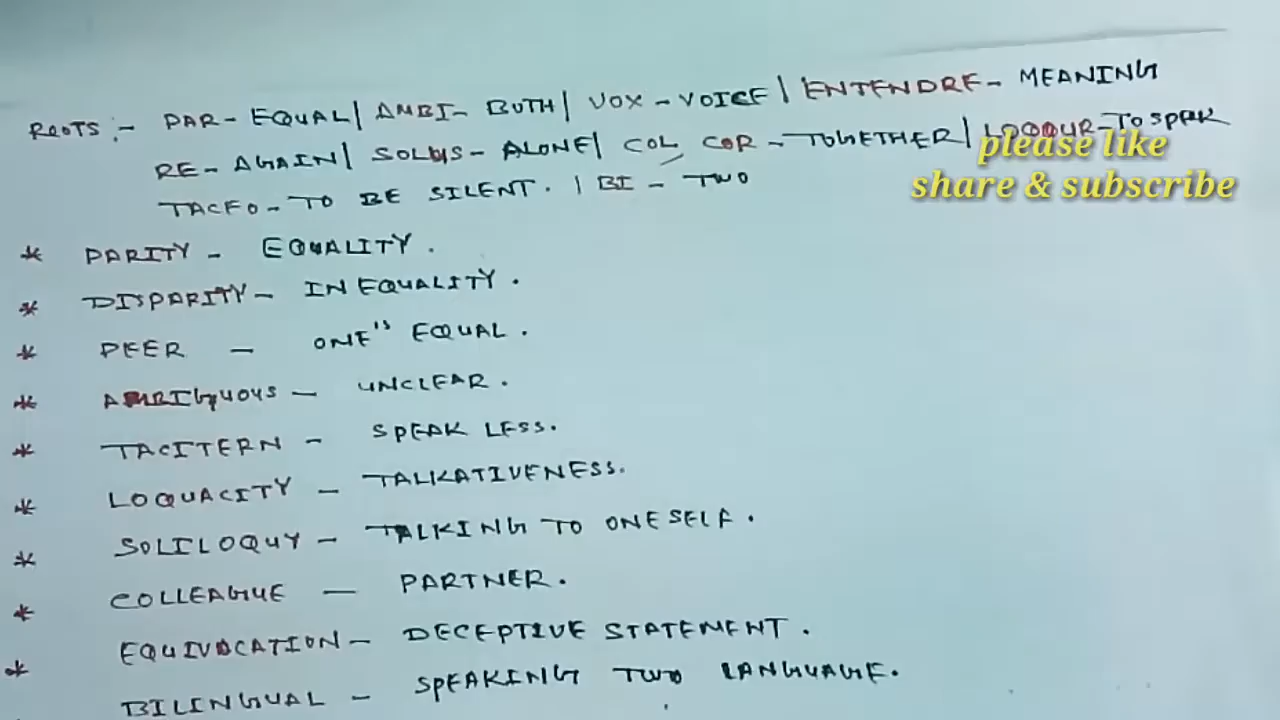 ROOTS :- PAR - EQUAL | AMBI - BOTH | VOX - VOICE | ENTENDRE - MEANING
RE - AGAIN | SOLUS - ALONE | COL, COR - TOGETHER | LOQUR - TO SPEK
TACEO - TO BE SILENT. | BI - TWO
please like
share & subscribe
* PARITY - EQUALITY.
* DISPARITY - INEQUALITY.
* PEER - ONE'S EQUAL.
* AMBIGUOUS - UNCLEAR.
* TACITERN - SPEAK LESS.
* LOQUACITY - TALKATIVENESS.
* SOLILOQUY - TALKING TO ONESELF.
* COLLEAGUE - PARTNER.
* EQUIVOCATION - DECEPTIVE STATEMENT.
* BILINGUAL - SPEAKING TWO LANGUAGE.